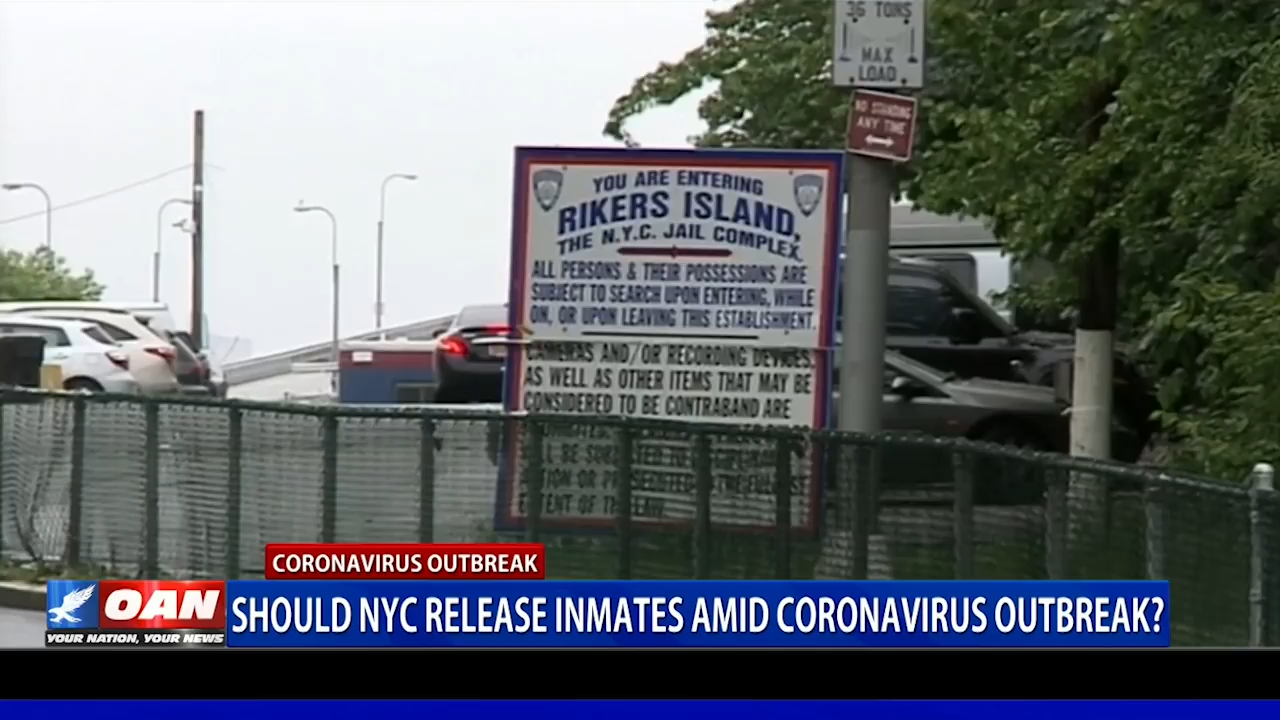 36 TONS
MAX
LOAD
NO STANDING
ANY TIME
YOU ARE ENTERING
RIKERS ISLAND,
THE N.Y.C. JAIL COMPLEX
ALL PERSONS & THEIR POSSESSIONS ARE
SUBJECT TO SEARCH UPON ENTERING, WHILE
ON, OR UPON LEAVING THIS ESTABLISHMENT.
CAMERAS AND/OR RECORDING DEVICES,
AS WELL AS OTHER ITEMS THAT MAY BE
CONSIDERED TO BE CONTRABAND ARE
BE TO
OR
EXTENT OF THE LAW
CORONAVIRUS OUTBREAK
OAN
YOUR NATION, YOUR NEWS
SHOULD NYC RELEASE INMATES AMID CORONAVIRUS OUTBREAK?